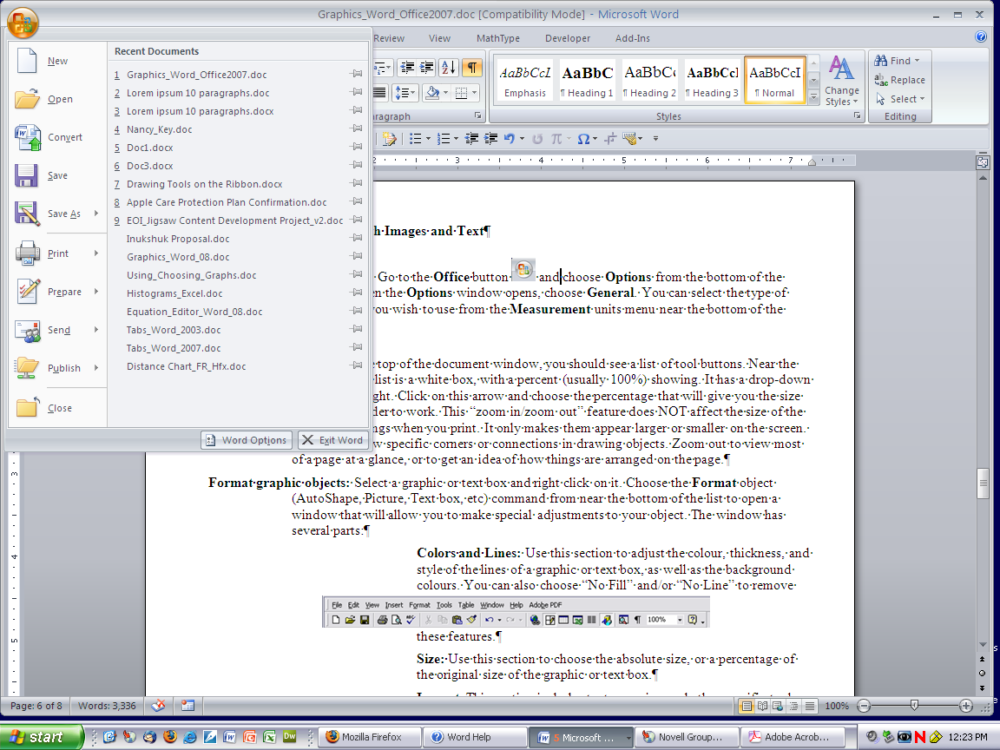 Graphics_Word_Office2007.doc [Compatibility Mode] - Microsoft Word
Review View MathType Developer Add-Ins
New
Open
Convert
Save
Save As
Print
Prepare
Send
Publish
Close
Recent Documents
1 Graphics_Word_Office2007.doc
2 Lorem ipsum 10 paragraphs.doc
3 Lorem ipsum 10 paragraphs.docx
4 Nancy_Key.doc
5 Doc1.docx
6 Doc3.docx
7 Drawing Tools on the Ribbon.docx
8 Apple Care Protection Plan Confirmation.doc
9 EOI_Jigsaw Content Development Project_v2.doc
Inukshuk Proposal.doc
Graphics_Word_08.doc
Using_Choosing_Graphs.doc
Histograms_Excel.doc
Equation_Editor_Word_08.doc
Tabs_Word_2003.doc
Tabs_Word_2007.doc
Distance Chart_FR_Hfx.doc
Word Options Exit Word
AaBbCcI AaBbC AaBbC AaBbCcI AaBbCcI
Emphasis ¶ Heading 1 ¶ Heading 2 ¶ Heading 3 ¶ Normal
Change Styles
Find
Replace
Select
aragraph Styles Editing
2 3 4 5 6 7
h Images and Text¶
Go to the Office button and choose Options from the bottom of the
en the Options window opens, choose General. You can select the type of
ou wish to use from the Measurement units menu near the bottom of the
top of the document window, you should see a list of tool buttons. Near the
list is a white box, with a percent (usually 100%) showing. It has a drop-down
ght. Click on this arrow and choose the percentage that will give you the size
der to work. This “zoom in/zoom out” feature does NOT affect the size of the
ngs when you print. It only makes them appear larger or smaller on the screen.
w specific corners or connections in drawing objects. Zoom out to view most
of a page at a glance, or to get an idea of how things are arranged on the page.¶
Format graphic objects: Select a graphic or text box and right click on it. Choose the Format object
(AutoShape, Picture, Text box, etc) command from near the bottom of the list to open a
window that will allow you to make special adjustments to your object. The window has
several parts:¶
Colors and Lines: Use this section to adjust the colour, thickness, and
style of the lines of a graphic or text box, as well as the background
colours. You can also choose “No Fill” and/or “No Line” to remove
File Edit View Insert Format Tools Table Window Help Adobe PDF
100%
these features.¶
Size: Use this section to choose the absolute size, or a percentage of
the original size of the graphic or text box.¶
3
4
5
Page: 6 of 8 Words: 3,336 100%
start Mozilla Firefox Word Help 5 Microsoft ... Novell Group... Adobe Acrob... 12:23 PM